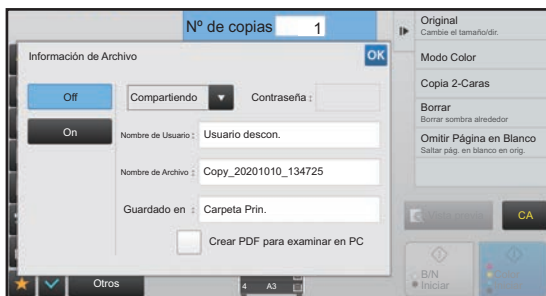 Nº de copias 1
Información de Archivo
OK
Off
On
Compartiendo
Contraseña :
Nombre de Usuario : Usuario descon.
Nombre de Archivo : Copy_20201010_134725
Guardado en : Carpeta Prin.
Crear PDF para examinar en PC
Otros
4 A3
Original
Cambie el tamaño/dir.
Modo Color
Copia 2-Caras
Borrar
Borrar sombra alrededor
Omitir Página en Blanco
Saltar pág. en blanco en orig.
CA
B/N
Iniciar